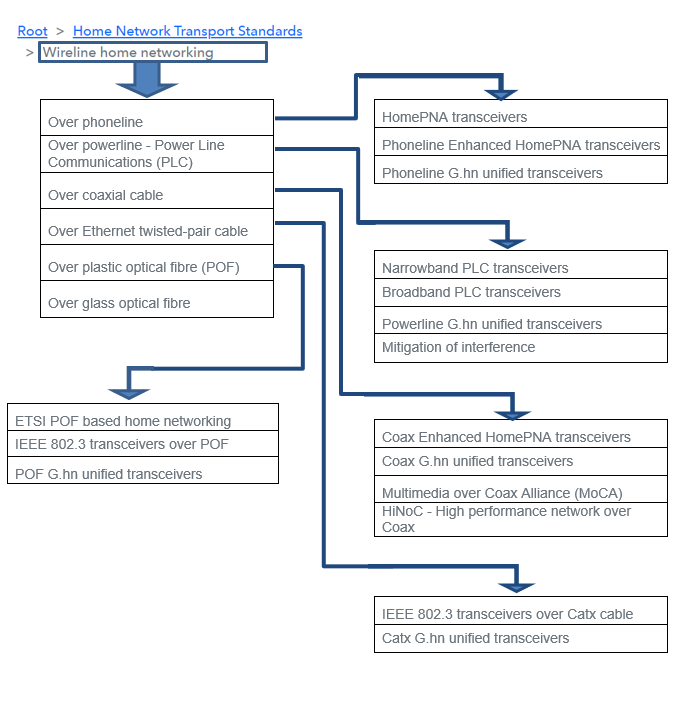 Root > Home Network Transport Standards
> Wireline home networking
Over phoneline
Over powerline - Power Line
Communications (PLC)
Over coaxial cable
Over Ethernet twisted-pair cable
Over plastic optical fibre (POF)
Over glass optical fibre
HomePNA transceivers
Phoneline Enhanced HomePNA transceivers
Phoneline G.hn unified transceivers
Narrowband PLC transceivers
Broadband PLC transceivers
Powerline G.hn unified transceivers
Mitigation of interference
ETSI POF based home networking
IEEE 802.3 transceivers over POF
POF G.hn unified transceivers
Coax Enhanced HomePNA transceivers
Coax G.hn unified transceivers
Multimedia over Coax Alliance (MoCA)
HiNoC - High performance network over
Coax
IEEE 802.3 transceivers over Catx cable
Catx G.hn unified transceivers